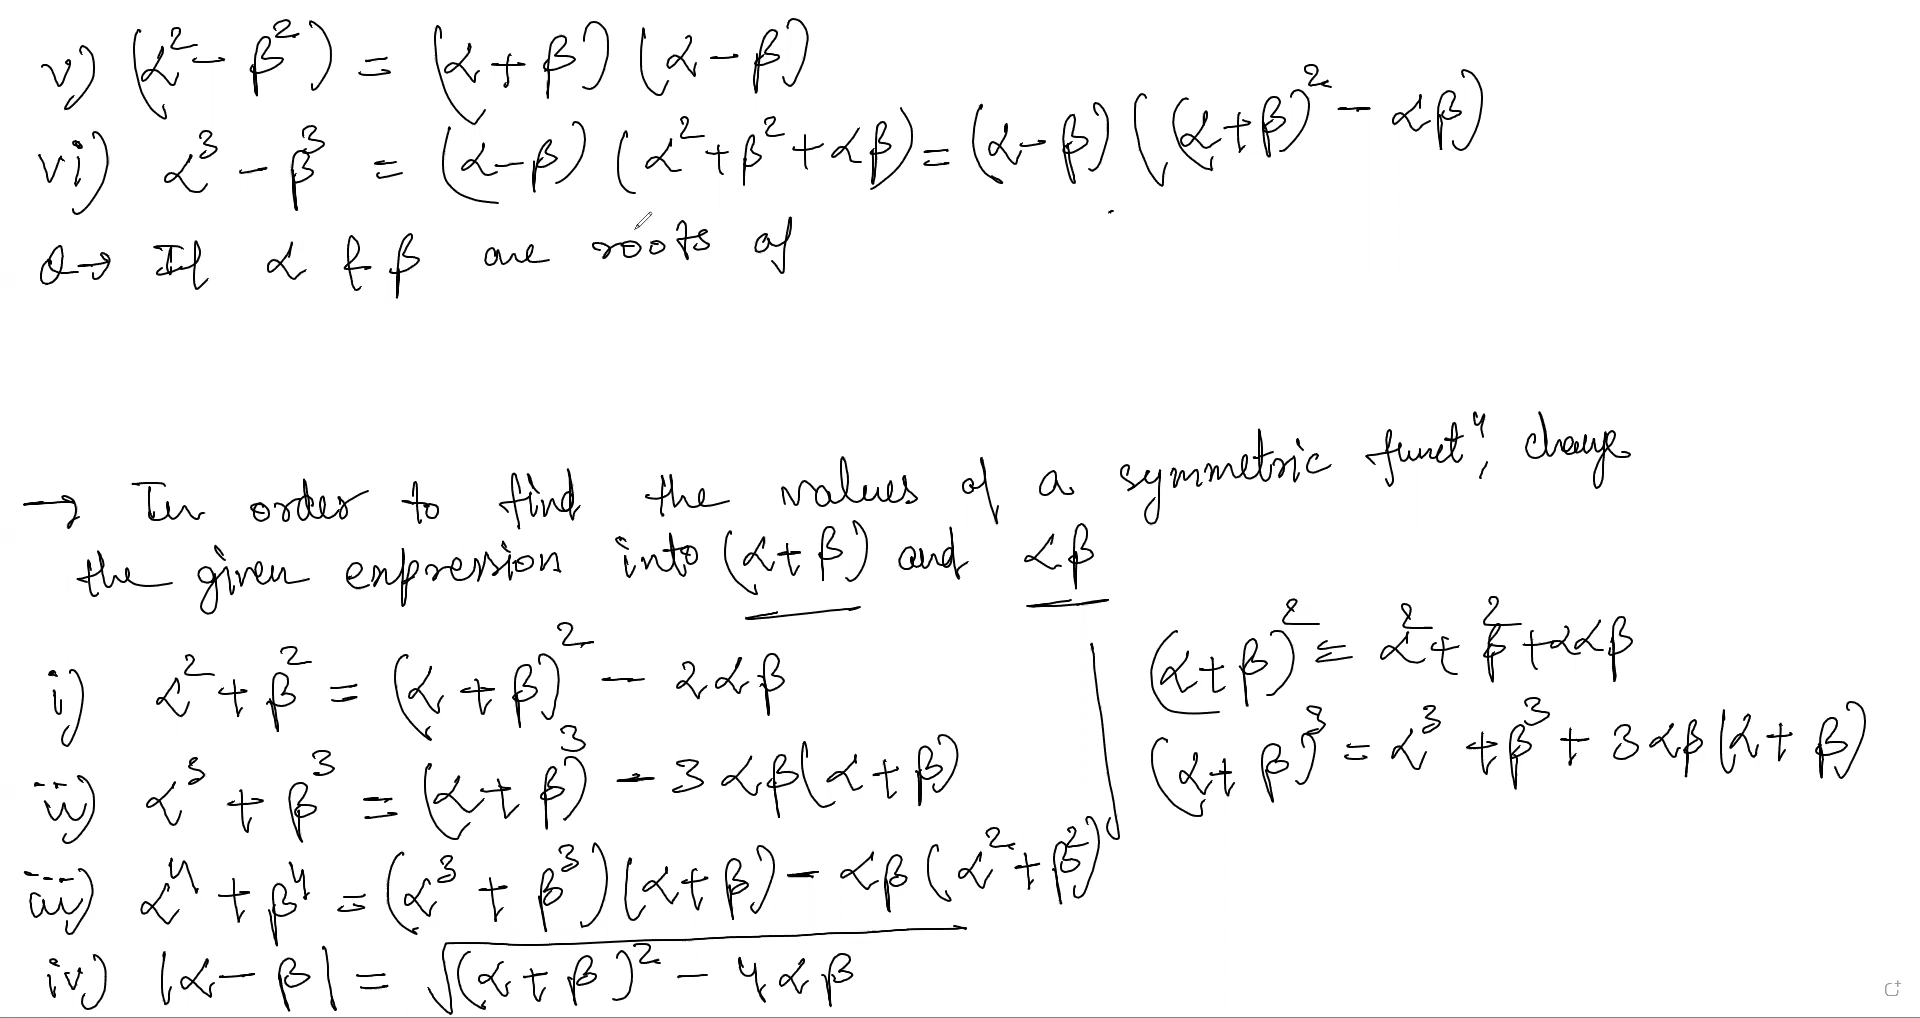 v) (α² - β²) = (α + β) (α - β)
vi) α³ - β³ = (α-β) (α² + β² + αβ) = (α-β) ((α+β)² - αβ)
Q→ If α & β are roots of
→ In order to find the values of a symmetric functⁿ, change
the given expression into (α+β) and αβ
i) α² + β² = (α + β)² - 2αβ
ii) α³ + β³ = (α+β)³ - 3αβ(α+β)
iii) α⁴ + β⁴ = (α³ + β³)(α+β) - αβ(α² + β²)
iv) |α - β| = √(α + β)² - 4αβ
(α+β)² = α² + β² + 2αβ
(α+β)³ = α³ + β³ + 3αβ(α+β)